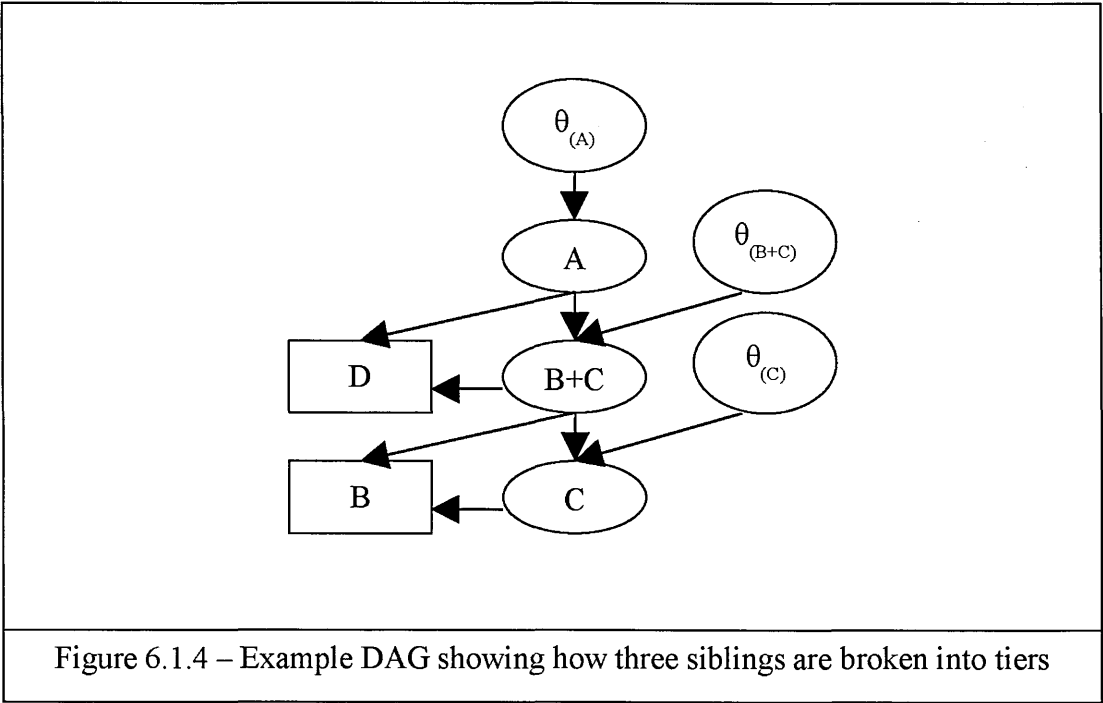 θ(A)
A
θ(B+C)
D
B+C
θ(C)
B
C
Figure 6.1.4 – Example DAG showing how three siblings are broken into tiers